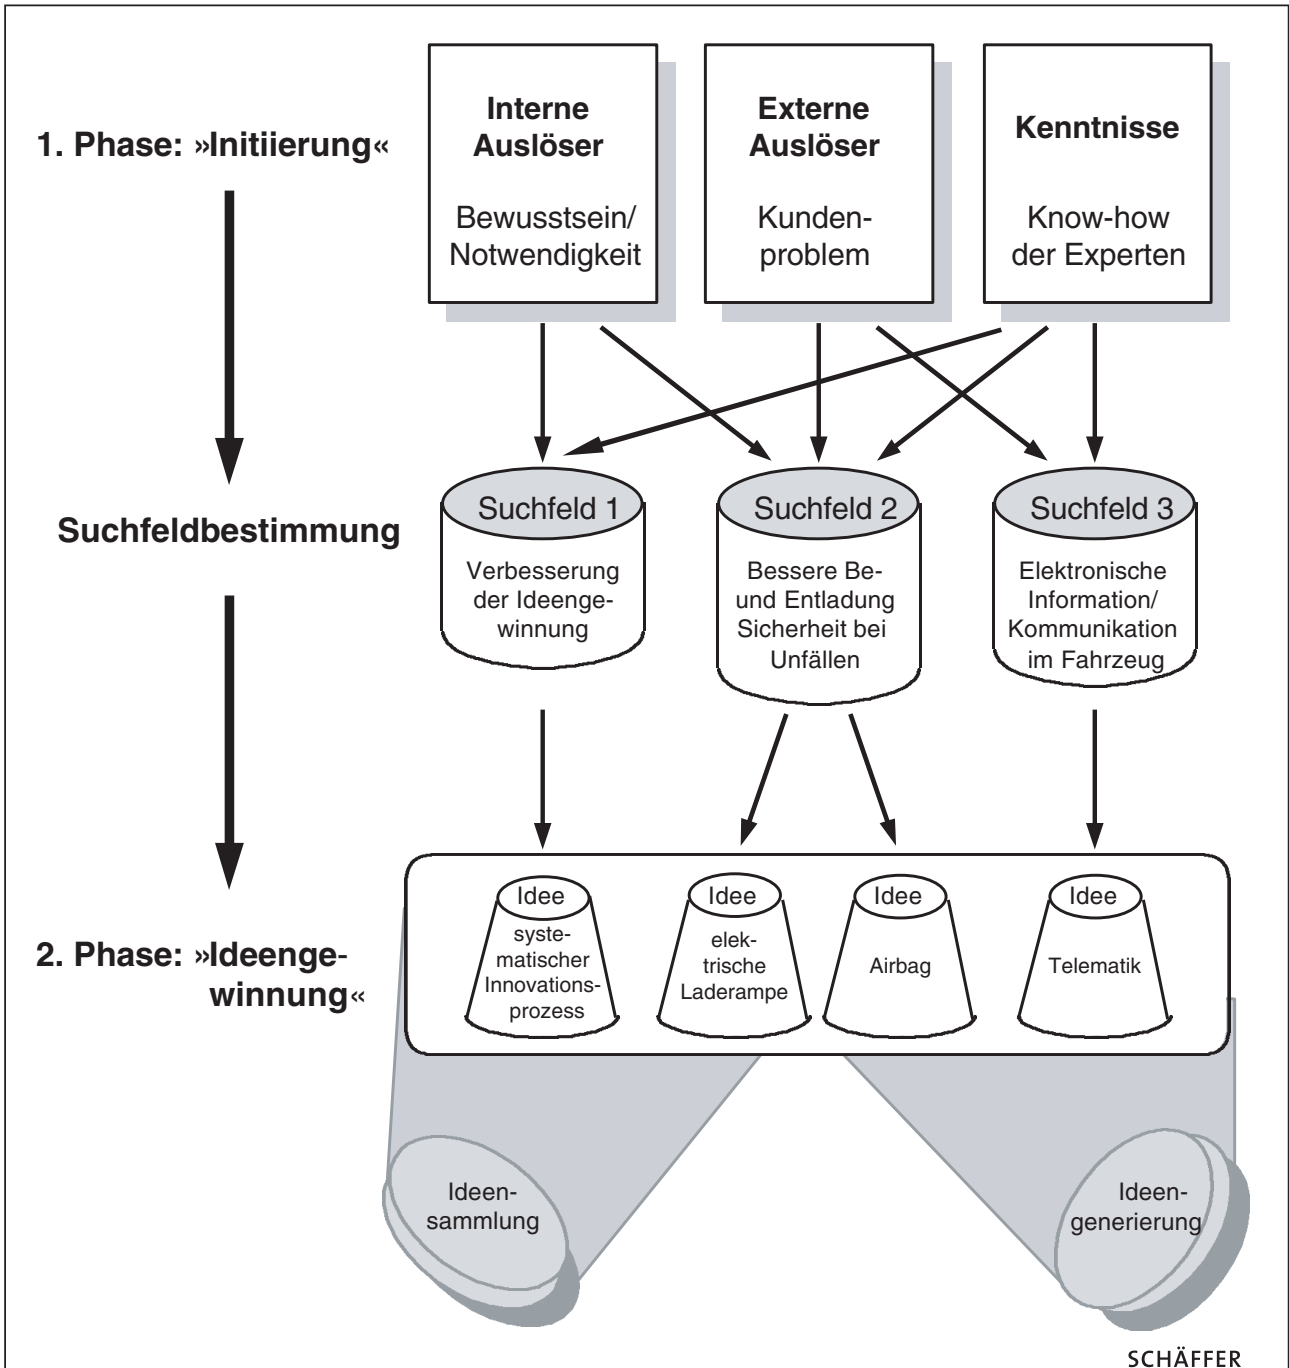 1. Phase: »Initiierung«
Interne
Auslöser
Bewusstsein/
Notwendigkeit
Externe
Auslöser
Kunden-
problem
Kenntnisse
Know-how
der Experten
Suchfeldbestimmung
Suchfeld 1
Verbesserung
der Ideenge-
winnung
Suchfeld 2
Bessere Be-
und Entladung
Sicherheit bei
Unfällen
Suchfeld 3
Elektronische
Information/
Kommunikation
im Fahrzeug
2. Phase: »Ideenge-
winnung«
Idee
syste-
matischer
Innovations-
prozess
Idee
elek-
trische
Laderampe
Idee
Airbag
Idee
Telematik
Ideen-
sammlung
Ideen-
generierung
SCHÄFFER